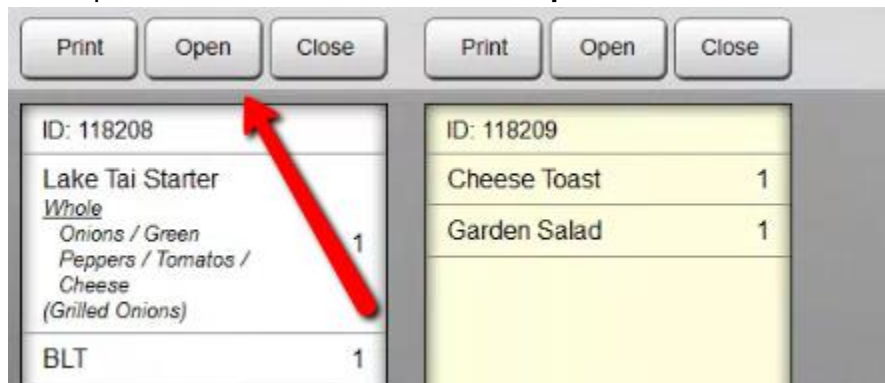 Print Open Close Print Open Close
ID: 118208
Lake Tai Starter
Whole
Onions / Green
Peppers / Tomatos /
Cheese
(Grilled Onions)
1
BLT 1
ID: 118209
Cheese Toast 1
Garden Salad 1